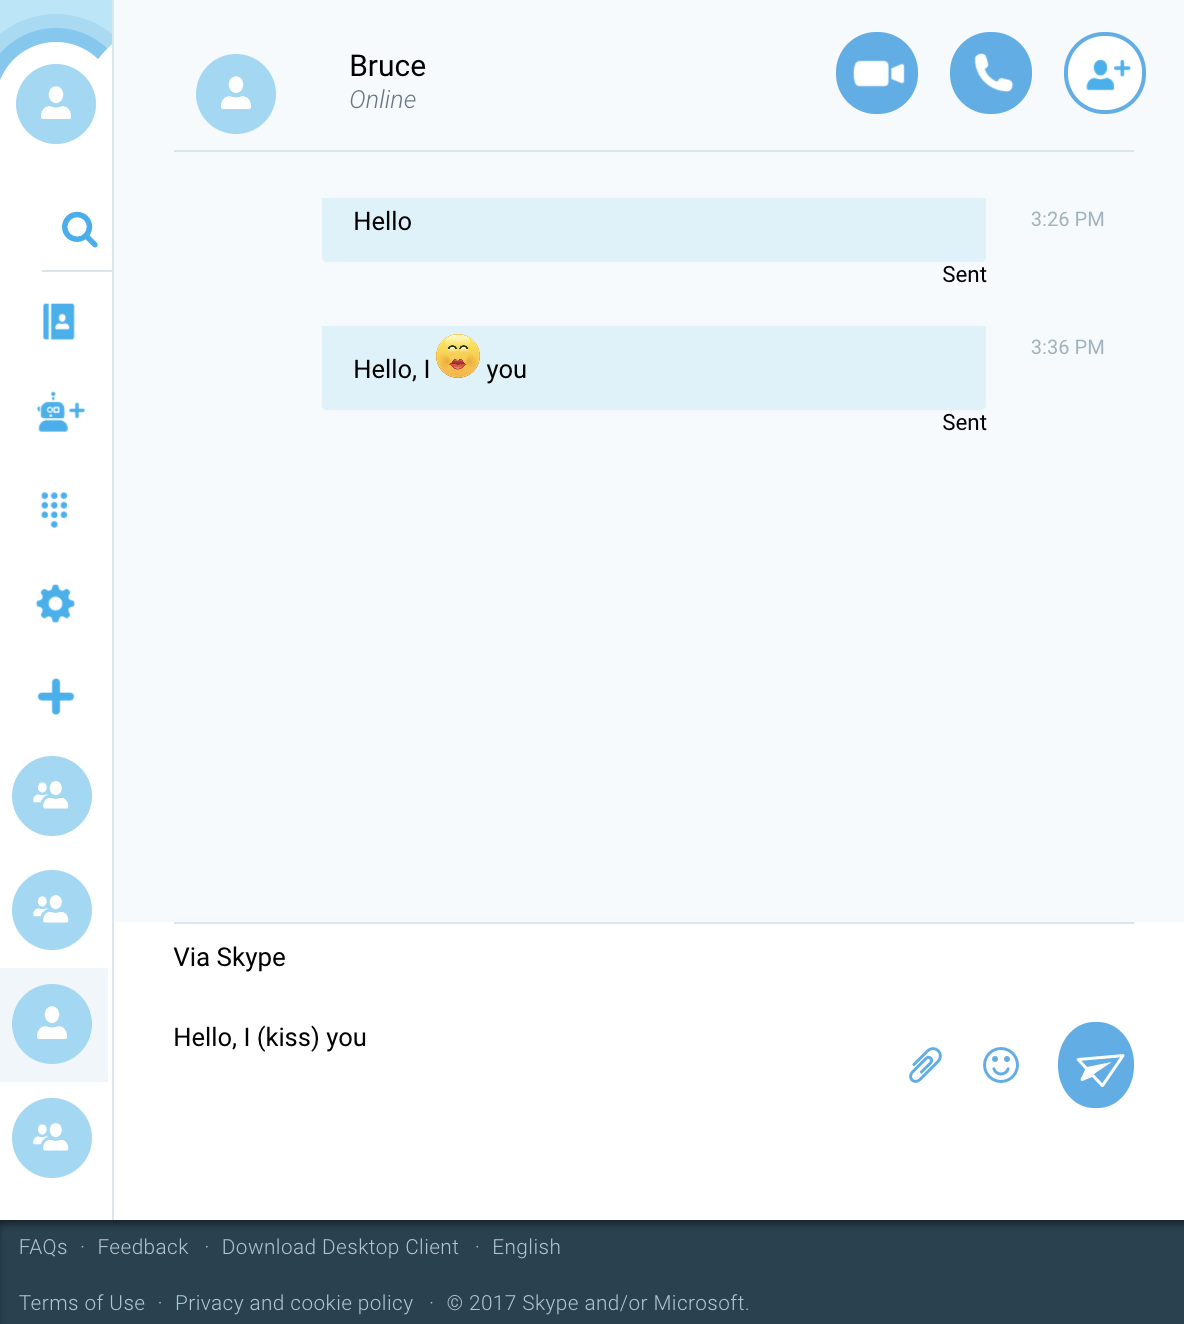 Bruce
Online
Hello
3:26 PM
Sent
Hello, I you
3:36 PM
Sent
Via Skype
Hello, I (kiss) you
FAQs · Feedback · Download Desktop Client · English
Terms of Use · Privacy and cookie policy · © 2017 Skype and/or Microsoft.